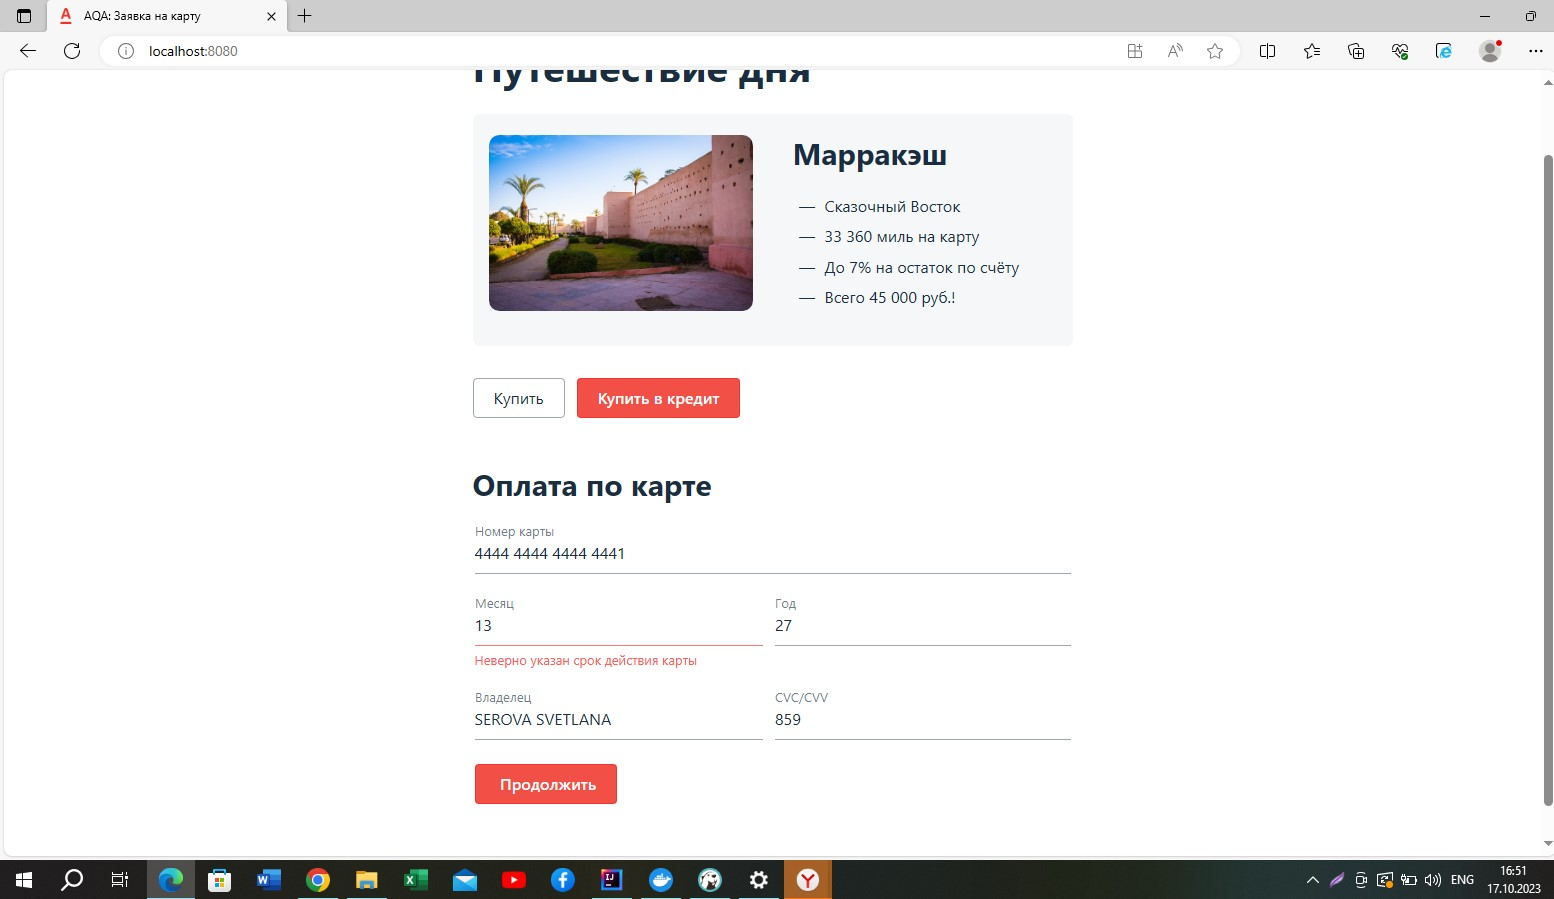 AQA: Заявка на карту
localhost:8080
Путешествие дня
Марракэш
— Сказочный Восток
— 33 360 миль на карту
— До 7% на остаток по счёту
— Всего 45 000 руб.!
Купить
Купить в кредит
Оплата по карте
Номер карты
4444 4444 4444 4441
Месяц
Год
13
27
Неверно указан срок действия карты
Владелец
CVC/CVV
SEROVA SVETLANA
859
Продолжить
ENG
16:51
17.10.2023